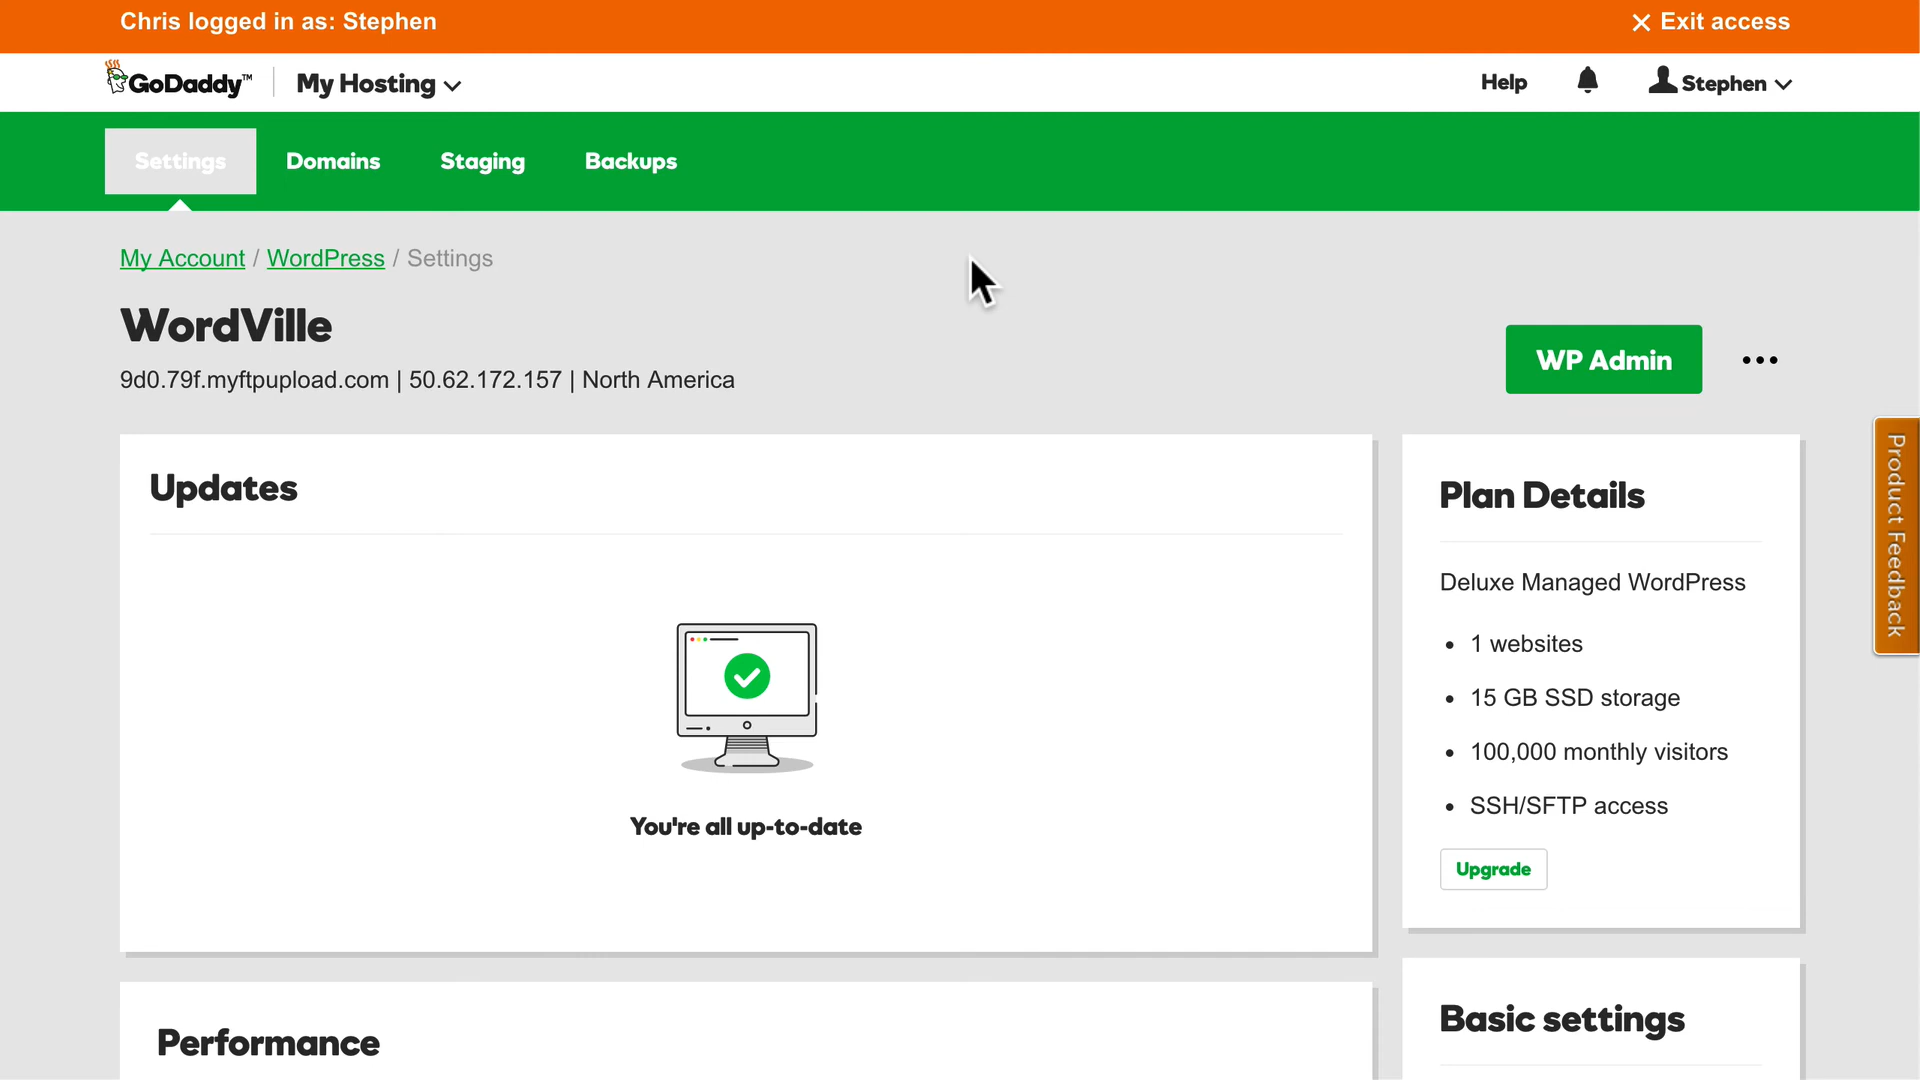 Chris logged in as: Stephen
Exit access
GoDaddy™
My Hosting
Help
Stephen
Settings
Domains
Staging
Backups
My Account / WordPress / Settings
WordVille
9d0.79f.myftpupload.com | 50.62.172.157 | North America
WP Admin
Updates
You're all up-to-date
Plan Details
Deluxe Managed WordPress
• 1 websites
• 15 GB SSD storage
• 100,000 monthly visitors
• SSH/SFTP access
Upgrade
Product Feedback
Performance
Basic settings